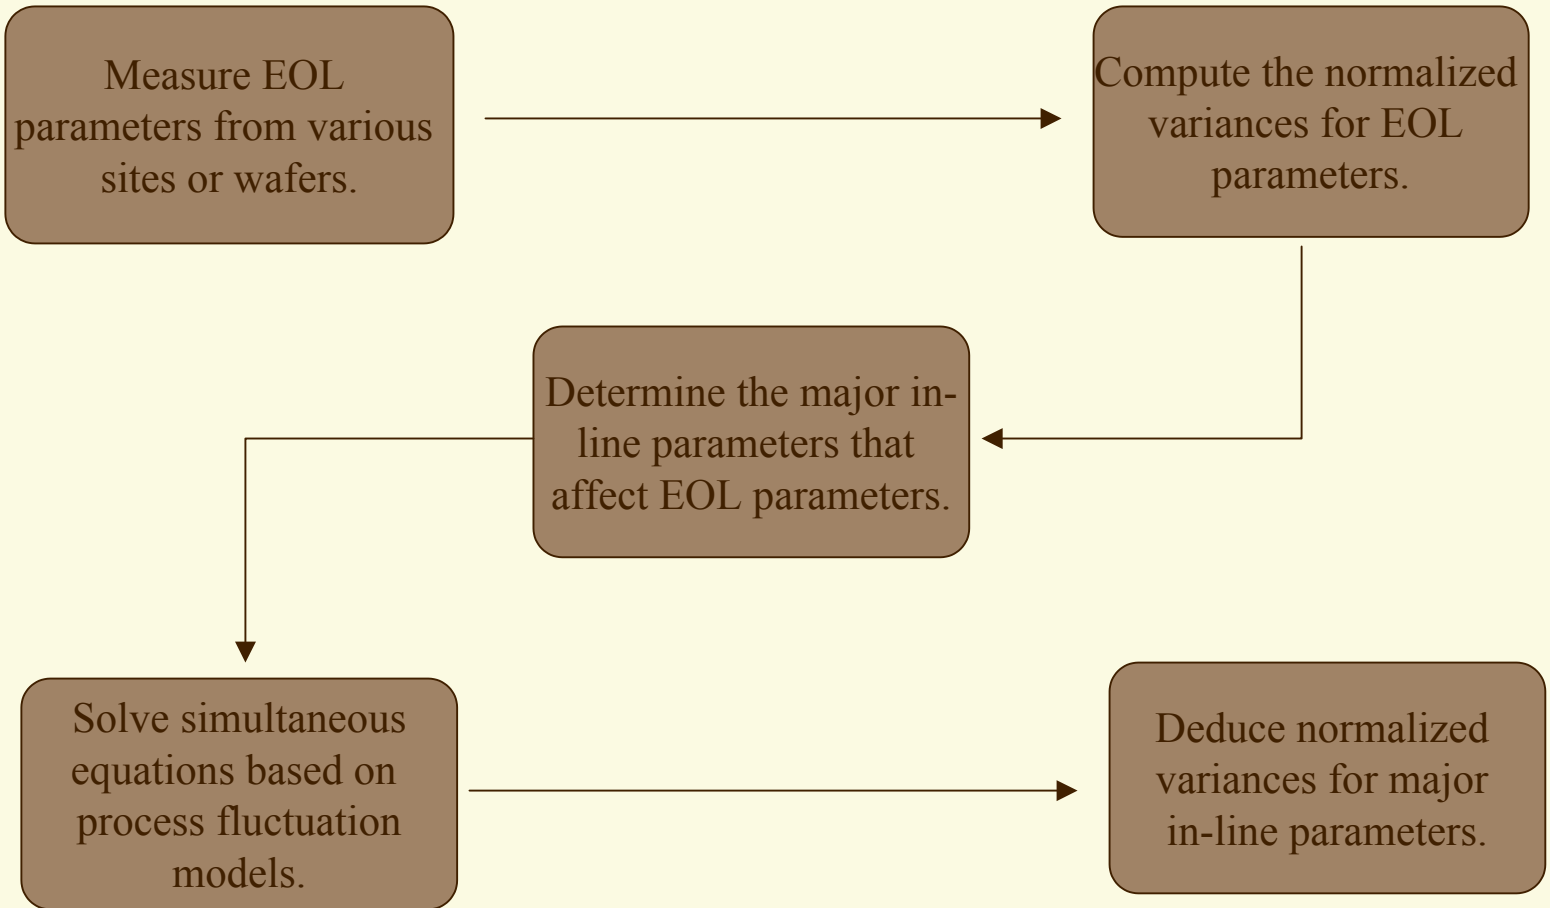 Measure EOL
parameters from various
sites or wafers.
Compute the normalized
variances for EOL
parameters.
Determine the major in-
line parameters that
affect EOL parameters.
Solve simultaneous
equations based on
process fluctuation
models.
Deduce normalized
variances for major
in-line parameters.